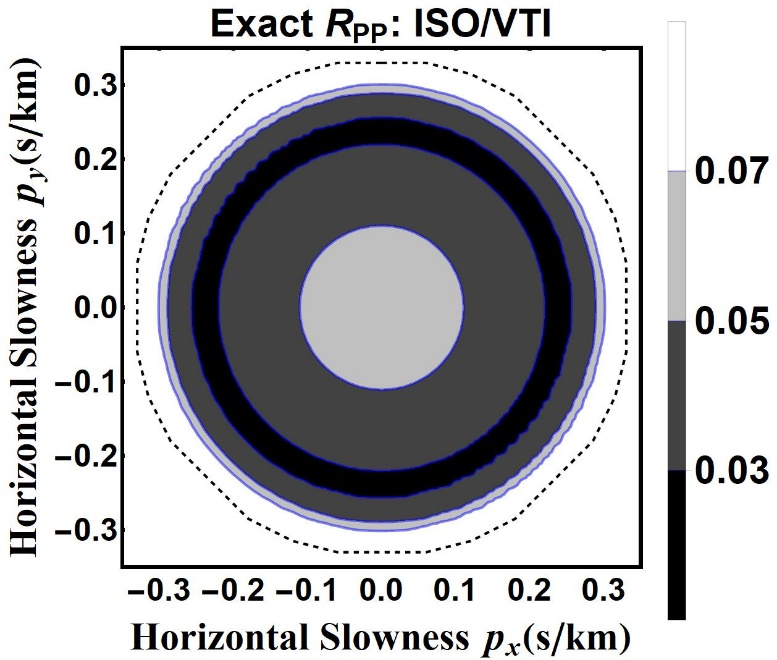 Exact RPP: ISO/VTI
Horizontal Slowness py(s/km)
0.3
0.2
0.1
0.0
−0.1
−0.2
−0.3
−0.3 −0.2 −0.1 0.0 0.1 0.2 0.3
Horizontal Slowness px(s/km)
0.07
0.05
0.03